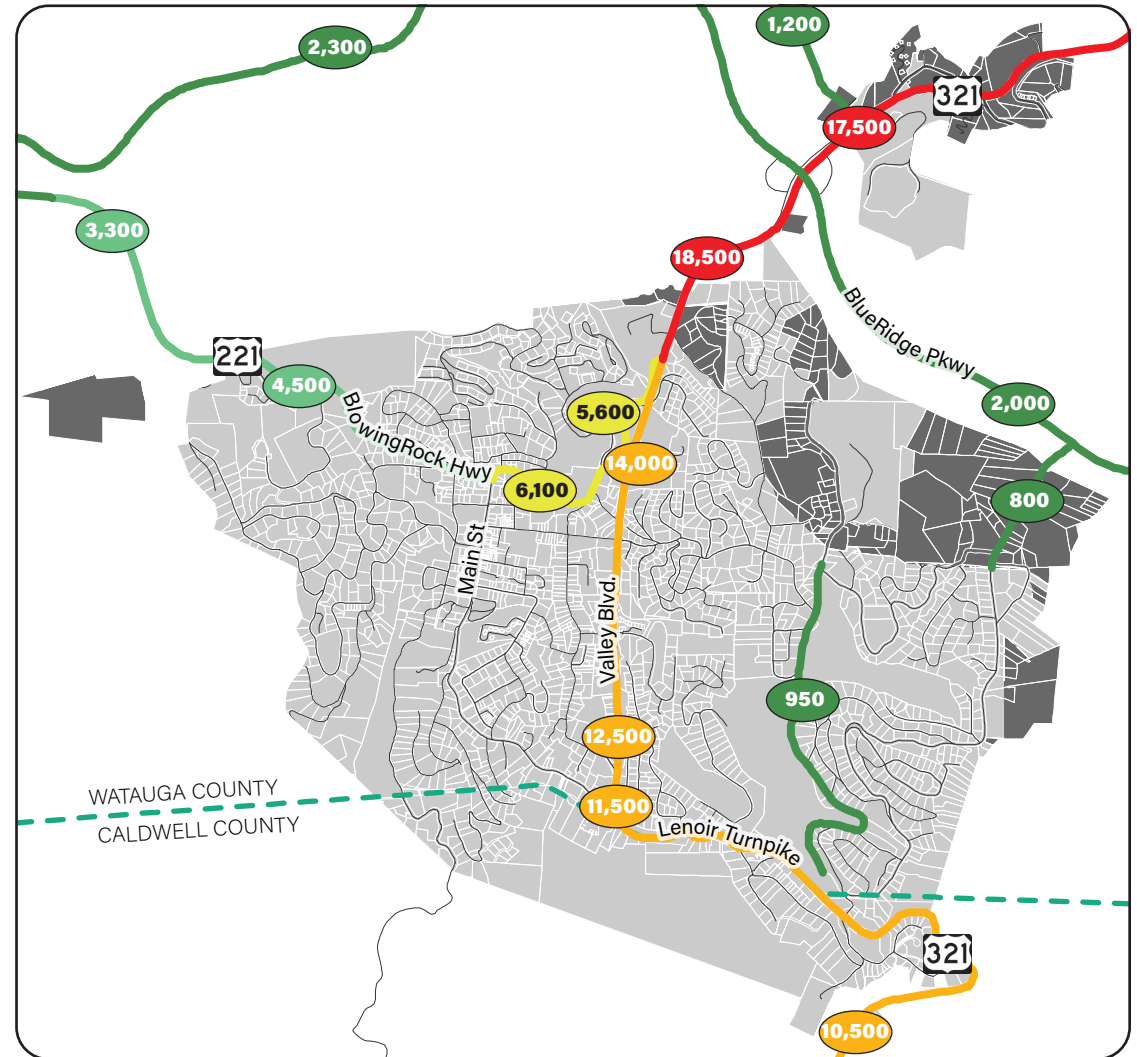 1,200
2,300
321
17,500
3,300
18,500
BlueRidge Pkwy
221
4,500
BlowingRock Hwy
5,600
2,000
14,000
6,100
800
Main St
Valley Blvd.
950
12,500
WATAUGA COUNTY
11,500
CALDWELL COUNTY
Lenoir Turnpike
321
10,500